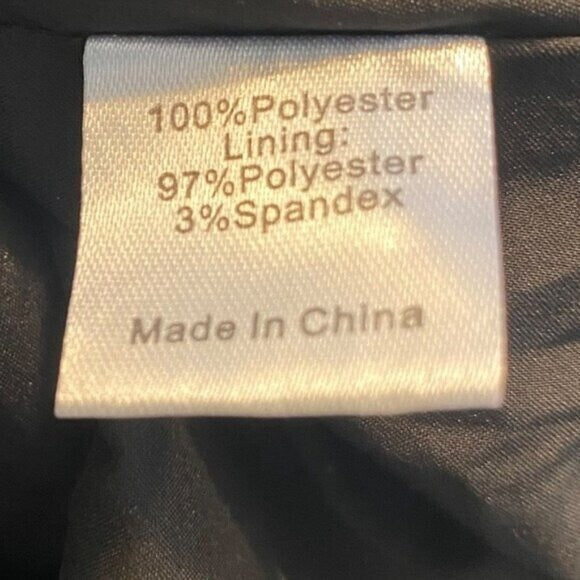 100%Polyester
Lining:
97%Polyester
3%Spandex
Made In China